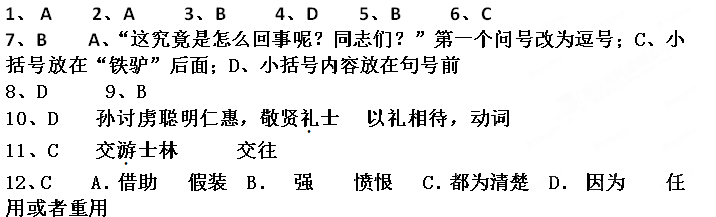 1、 A 2、A 3、B 4、D 5、B 6、C
7、B A、“这究竟是怎么回事呢？同志们？”第一个问号改为逗号；C、小
括号放在“铁驴”后面；D、小括号内容放在句号前
8、D 9、B
10、D 孙讨虏聪明仁惠，敬贤礼士 以礼相待，动词
11、C 交游士林 交往
12、C A．借助 假装 B． 强 愤恨 C．都为清楚 D．因为 任
用或者重用